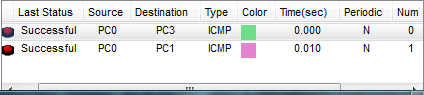 Last Status Source Destination Type Color Time(sec) Periodic Num
Successful PC0 PC3 ICMP 0.000 N 0
Successful PC0 PC1 ICMP 0.010 N 1